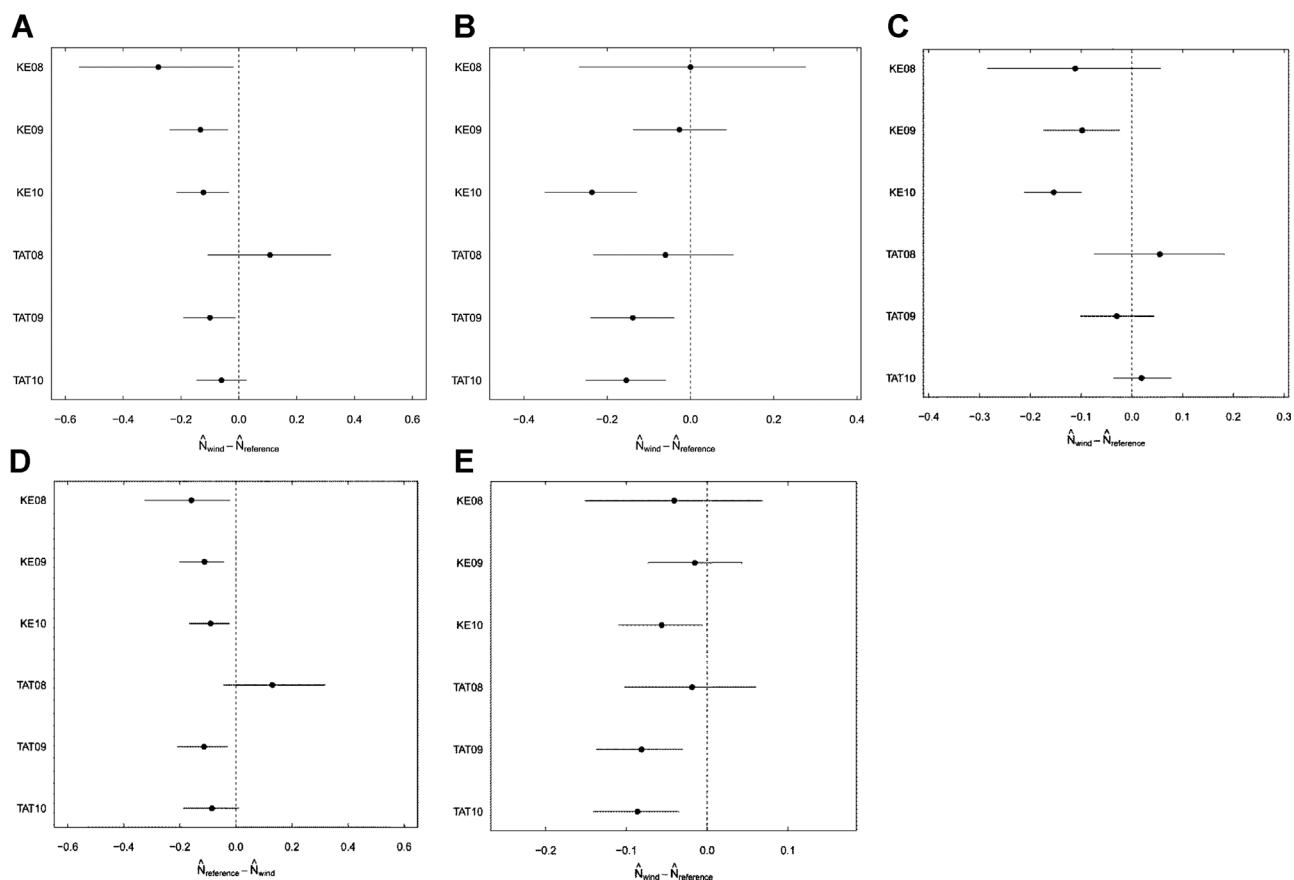 A
KE08
KE09
KE10
TAT08
TAT09
TAT10
−0.6 −0.4 −0.2 0.0 0.2 0.4 0.6
N̂wind − N̂reference
B
KE08
KE09
KE10
TAT08
TAT09
TAT10
−0.4 −0.2 0.0 0.2 0.4
N̂wind − N̂reference
C
KE08
KE09
KE10
TAT08
TAT09
TAT10
−0.4 −0.3 −0.2 −0.1 0.0 0.1 0.2 0.3
N̂wind − N̂reference
D
KE08
KE09
KE10
TAT08
TAT09
TAT10
−0.6 −0.4 −0.2 0.0 0.2 0.4 0.6
N̂reference − N̂wind
E
KE08
KE09
KE10
TAT08
TAT09
TAT10
−0.2 −0.1 0.0 0.1
N̂wind − N̂reference